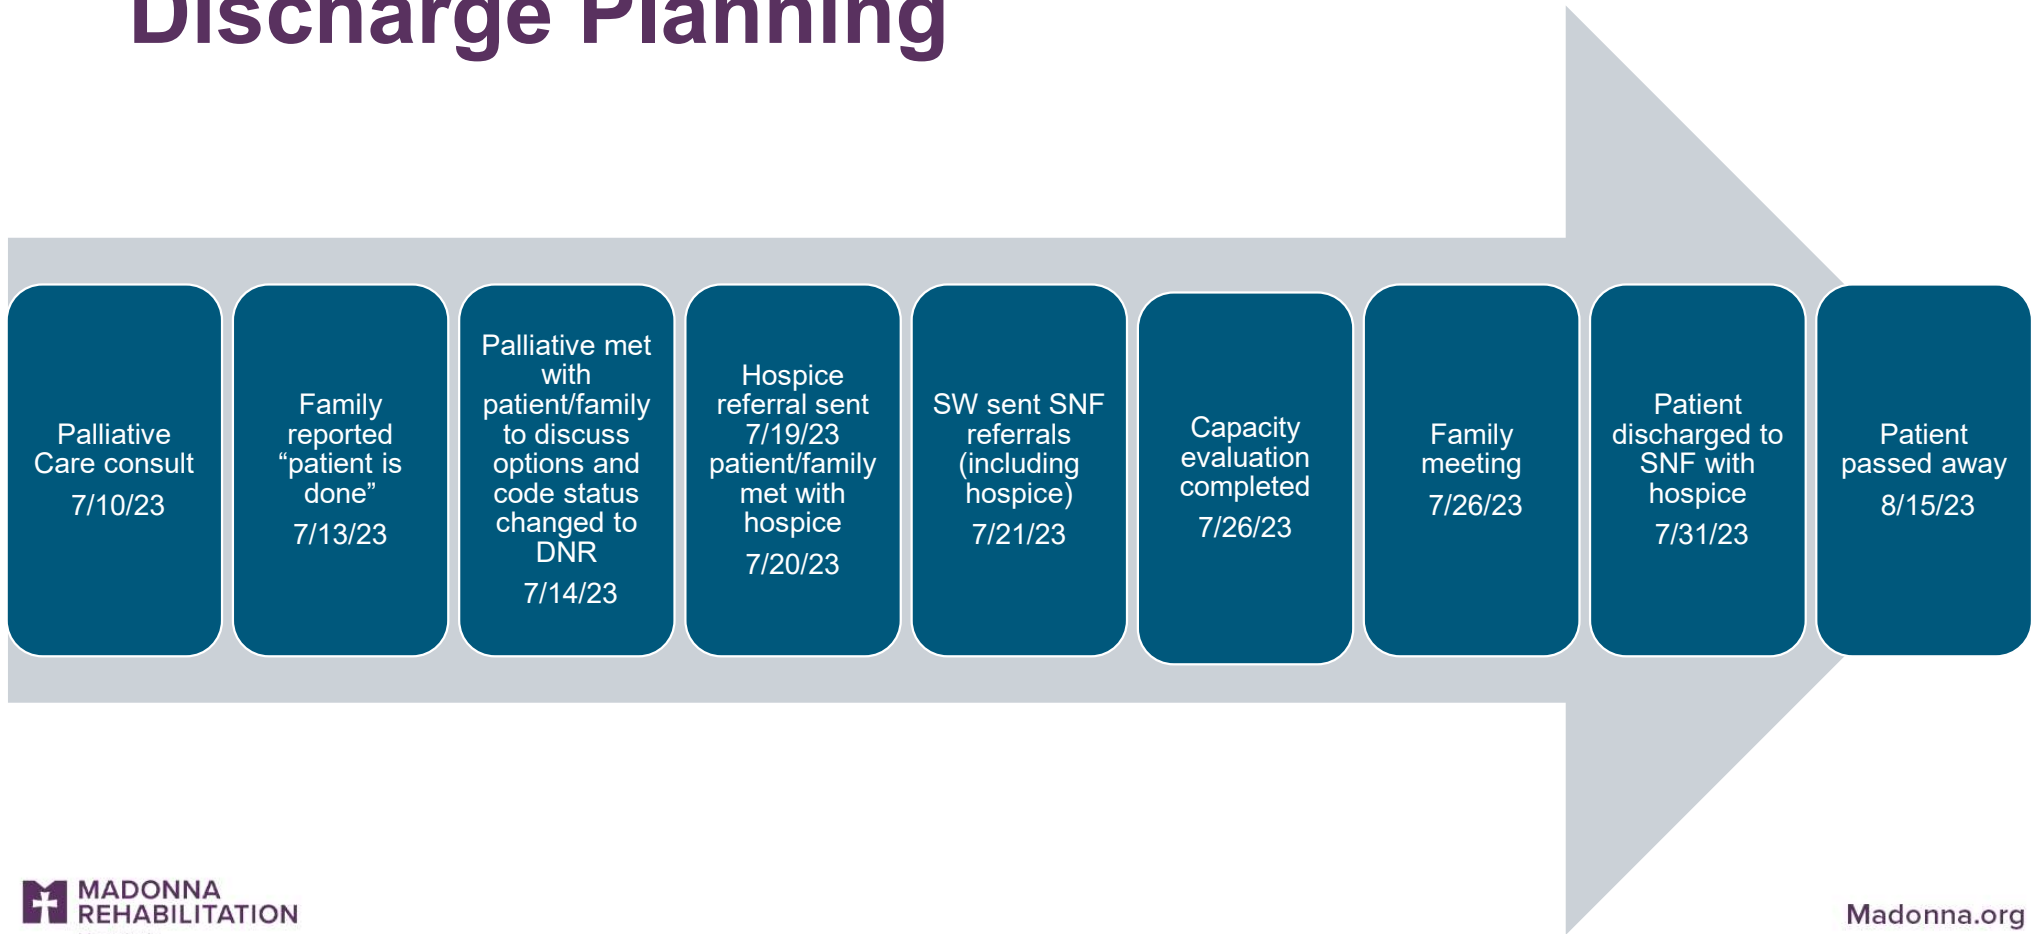 Discharge Planning
Palliative
Care consult
7/10/23
Family
reported
“patient is
done”
7/13/23
Palliative met
with
patient/family
to discuss
options and
code status
changed to
DNR
7/14/23
Hospice
referral sent
7/19/23
patient/family
met with
hospice
7/20/23
SW sent SNF
referrals
(including
hospice)
7/21/23
Capacity
evaluation
completed
7/26/23
Family
meeting
7/26/23
Patient
discharged to
SNF with
hospice
7/31/23
Patient
passed away
8/15/23
MADONNA
REHABILITATION
Madonna.org